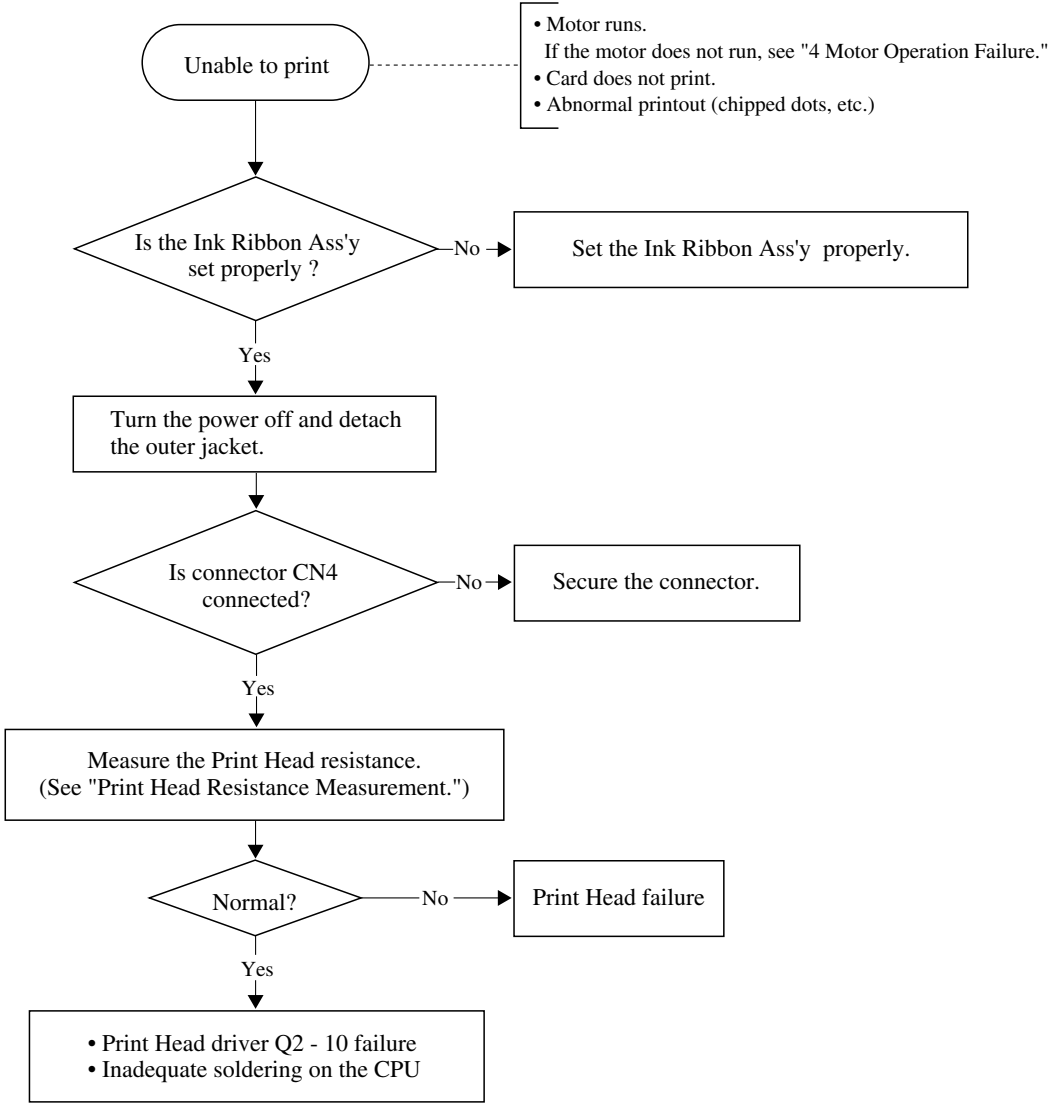 Unable to print
• Motor runs.
If the motor does not run, see "4 Motor Operation Failure."
• Card does not print.
• Abnormal printout (chipped dots, etc.)
Is the Ink Ribbon Ass'y
set properly ?
No
Set the Ink Ribbon Ass'y properly.
Yes
Turn the power off and detach
the outer jacket.
Is connector CN4
connected?
No
Secure the connector.
Yes
Measure the Print Head resistance.
(See "Print Head Resistance Measurement.")
Normal?
No
Print Head failure
Yes
• Print Head driver Q2 - 10 failure
• Inadequate soldering on the CPU